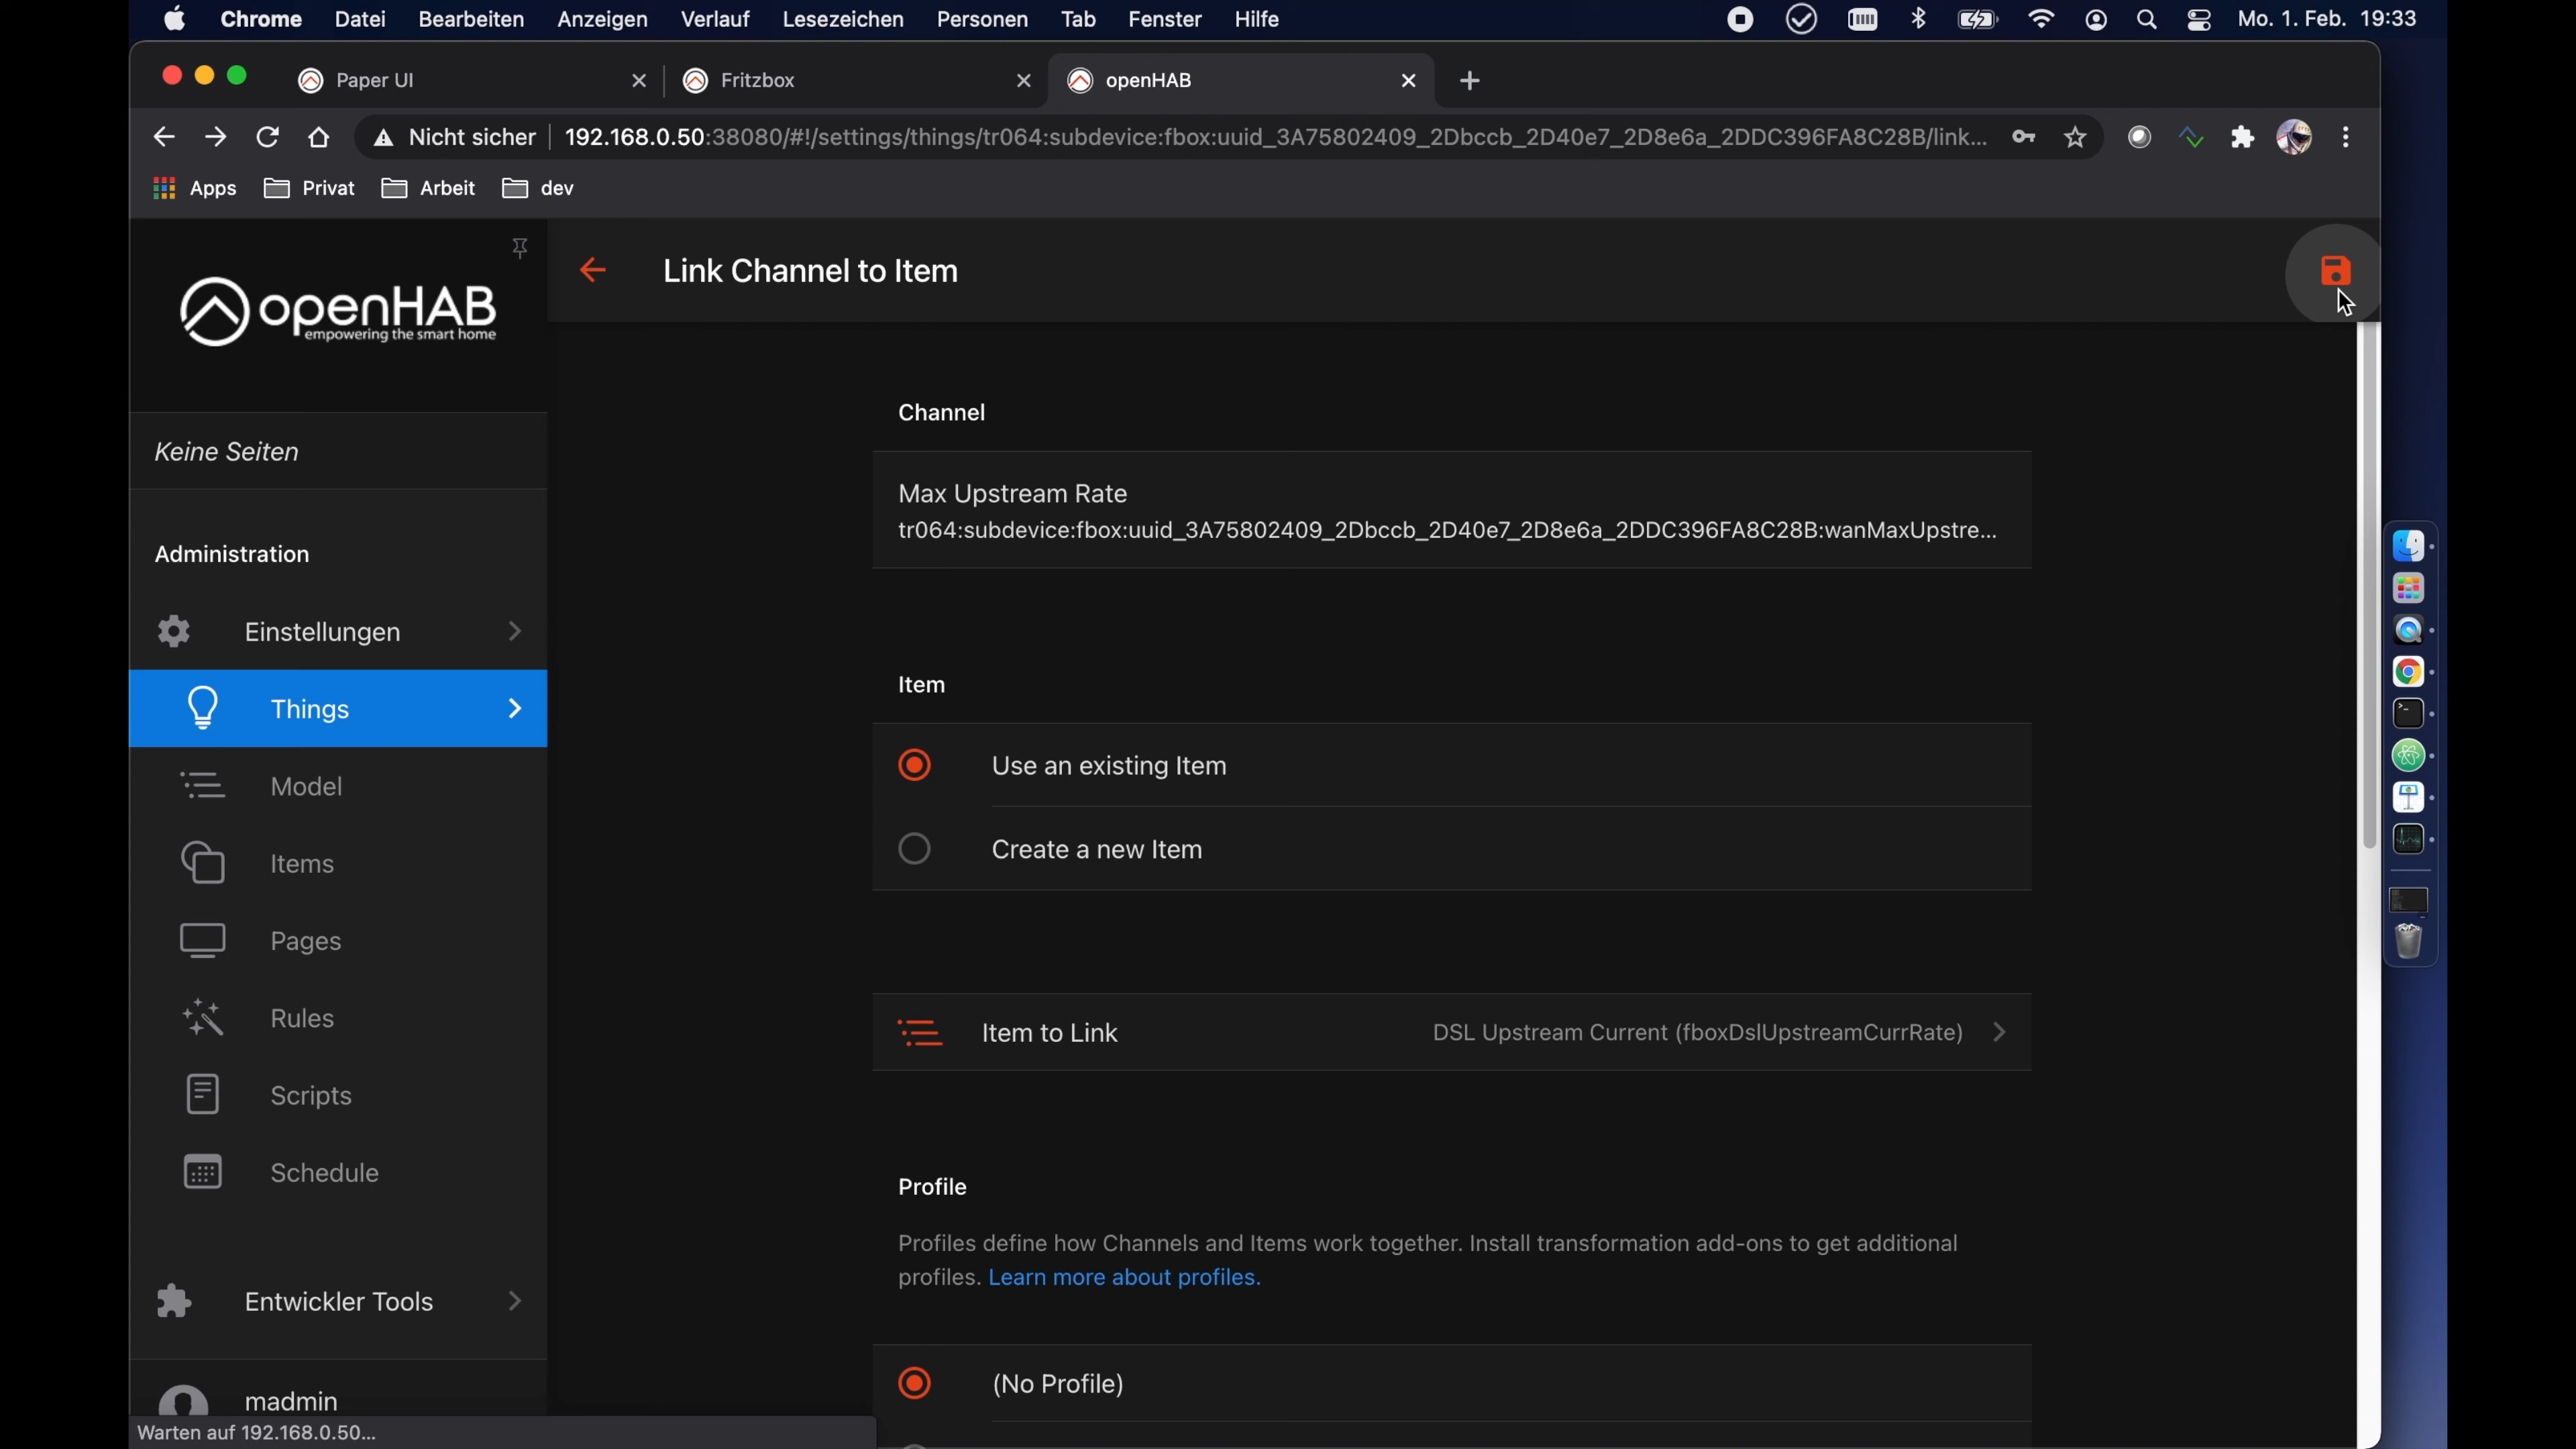 Chrome Datei Bearbeiten Anzeigen Verlauf Lesezeichen Personen Tab Fenster Hilfe Mo. 1. Feb. 19:33
Paper UI Fritzbox openHAB
Nicht sicher 192.168.0.50:38080/#!/settings/things/tr064:subdevice:fbox:uuid_3A75802409_2Dbccb_2D40e7_2D8e6a_2DDC396FA8C28B/link...
Apps Privat Arbeit dev
openHAB
empowering the smart home
Link Channel to Item
Keine Seiten
Administration
Einstellungen
Things
Model
Items
Pages
Rules
Scripts
Schedule
Entwickler Tools
madmin
Warten auf 192.168.0.50...
Channel
Max Upstream Rate
tr064:subdevice:fbox:uuid_3A75802409_2Dbccb_2D40e7_2D8e6a_2DDC396FA8C28B:wanMaxUpstre...
Item
Use an existing Item
Create a new Item
Item to Link DSL Upstream Current (fboxDslUpstreamCurrRate)
Profile
Profiles define how Channels and Items work together. Install transformation add-ons to get additional
profiles. Learn more about profiles.
(No Profile)